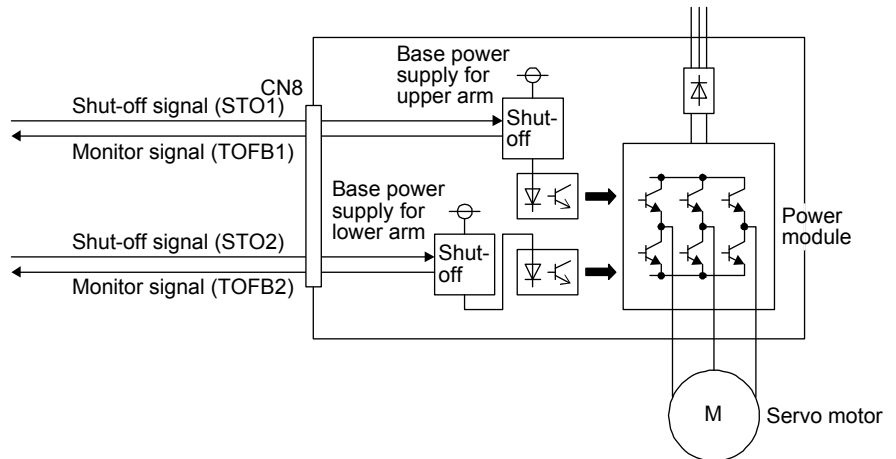 Base power
supply for
upper arm
CN8
Shut-off signal (STO1)
Shut-
off
Monitor signal (TOFB1)
Base power
supply for
lower arm
Power
module
Shut-off signal (STO2)
Shut-
off
Monitor signal (TOFB2)
M
Servo motor